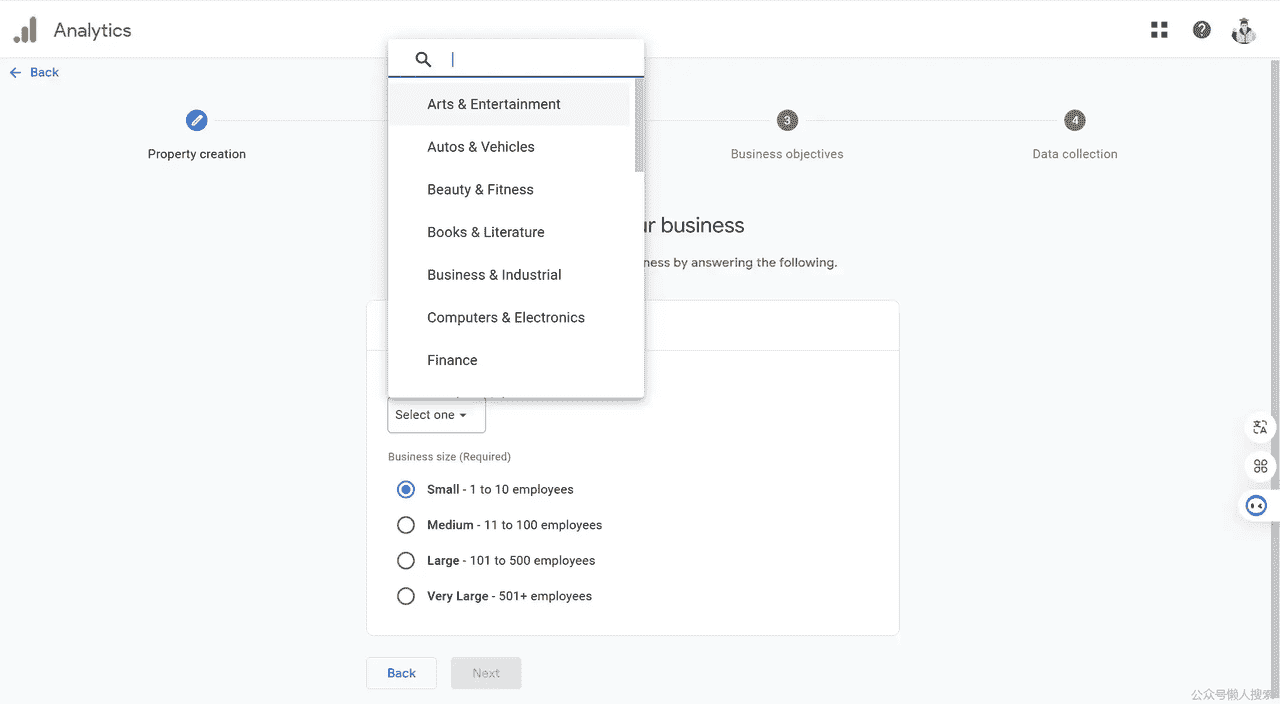 Analytics
Back
Property creation
3
Business objectives
4
Data collection
Arts & Entertainment
Autos & Vehicles
Beauty & Fitness
Books & Literature
Business & Industrial
Computers & Electronics
Finance
business
by answering the following.
Select one
Business size (Required)
Small - 1 to 10 employees
Medium - 11 to 100 employees
Large - 101 to 500 employees
Very Large - 501+ employees
Back
Next
公众号懒人搜索